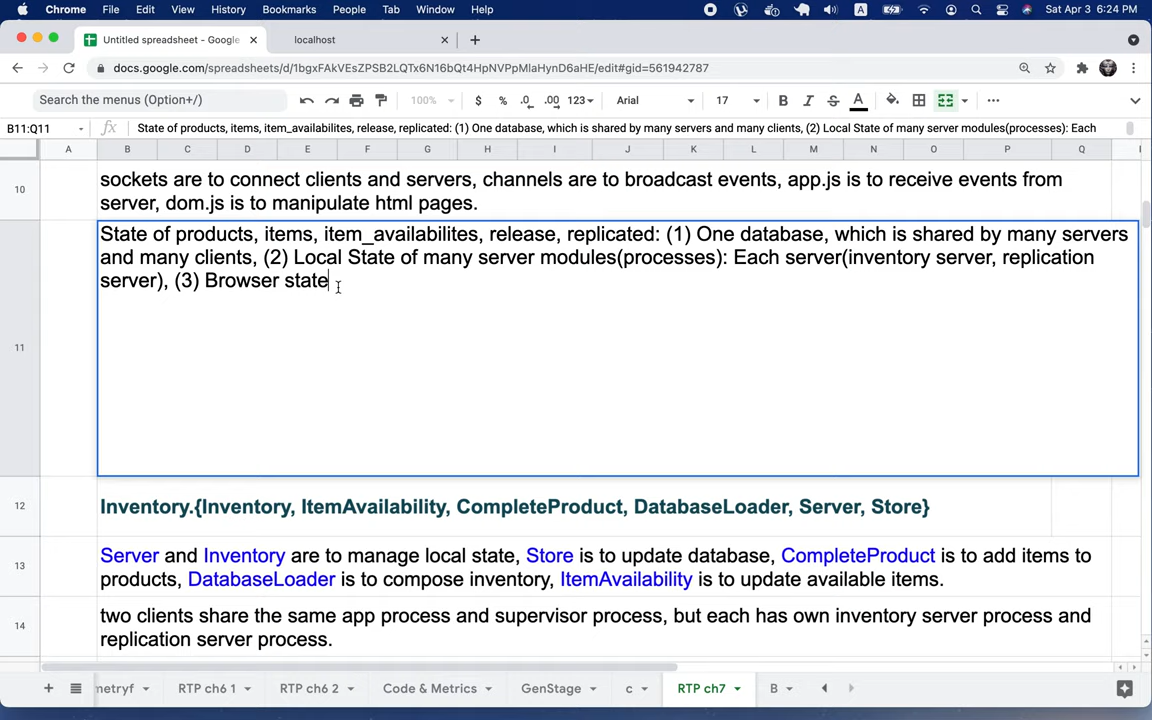 Chrome File Edit View History Bookmarks People Tab Window Help Sat Apr 3 6:24 PM
Untitled spreadsheet - Google localhost
docs.google.com/spreadsheets/d/1bgxFAkVEsZPSB2LQTx6N16bQt4HpNVPpMlaHynD6aHE/edit#gid=561942787
Search the menus (Option+/) 100% $ % .0 .00 123 Arial 17 B I S A
B11:Q11 fx State of products, items, item_availabilites, release, replicated: (1) One database, which is shared by many servers and many clients, (2) Local State of many server modules(processes): Each
A B C D E F G H I J K L M N O P Q
10 sockets are to connect clients and servers, channels are to broadcast events, app.js is to receive events from
server, dom.js is to manipulate html pages.
State of products, items, item_availabilites, release, replicated: (1) One database, which is shared by many servers
and many clients, (2) Local State of many server modules(processes): Each server(inventory server, replication
server), (3) Browser state
11
12 Inventory.{Inventory, ItemAvailability, CompleteProduct, DatabaseLoader, Server, Store}
13 Server and Inventory are to manage local state, Store is to update database, CompleteProduct is to add items to
products, DatabaseLoader is to compose inventory, ItemAvailability is to update available items.
14 two clients share the same app process and supervisor process, but each has own inventory server process and
replication server process.
metryf RTP ch6 1 RTP ch6 2 Code & Metrics GenStage c RTP ch7 B